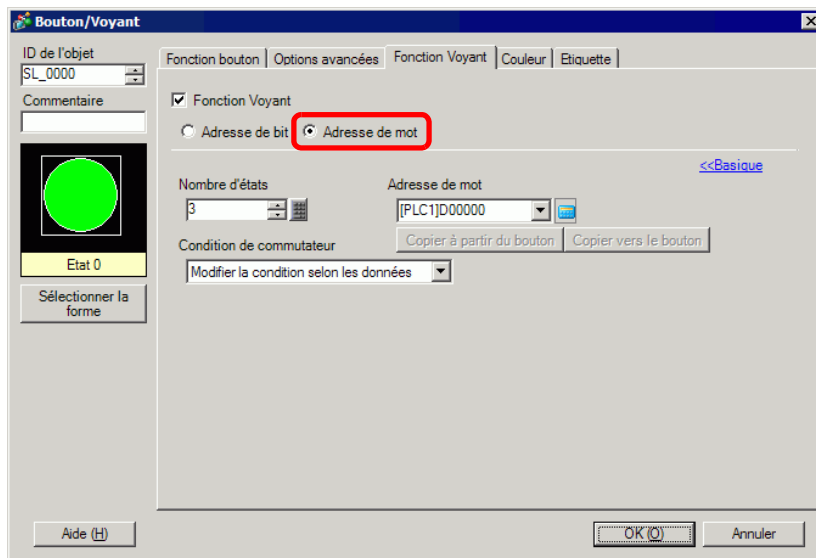 Bouton/Voyant
ID de l'objet
SL_0000
Commentaire
Etat 0
Sélectionner la
forme
Fonction bouton Options avancées Fonction Voyant Couleur Etiquette
Fonction Voyant
Adresse de bit Adresse de mot
<<Basique
Nombre d'états Adresse de mot
3 [PLC1]D00000
Copier à partir du bouton Copier vers le bouton
Condition de commutateur
Modifier la condition selon les données
Aide (H) OK (O) Annuler